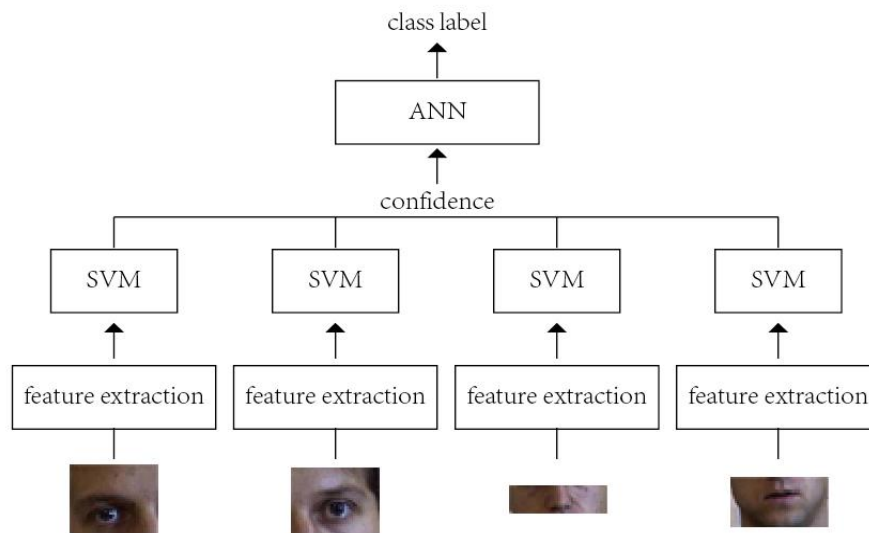 class label
ANN
confidence
SVM SVM SVM SVM
feature extraction feature extraction feature extraction feature extraction